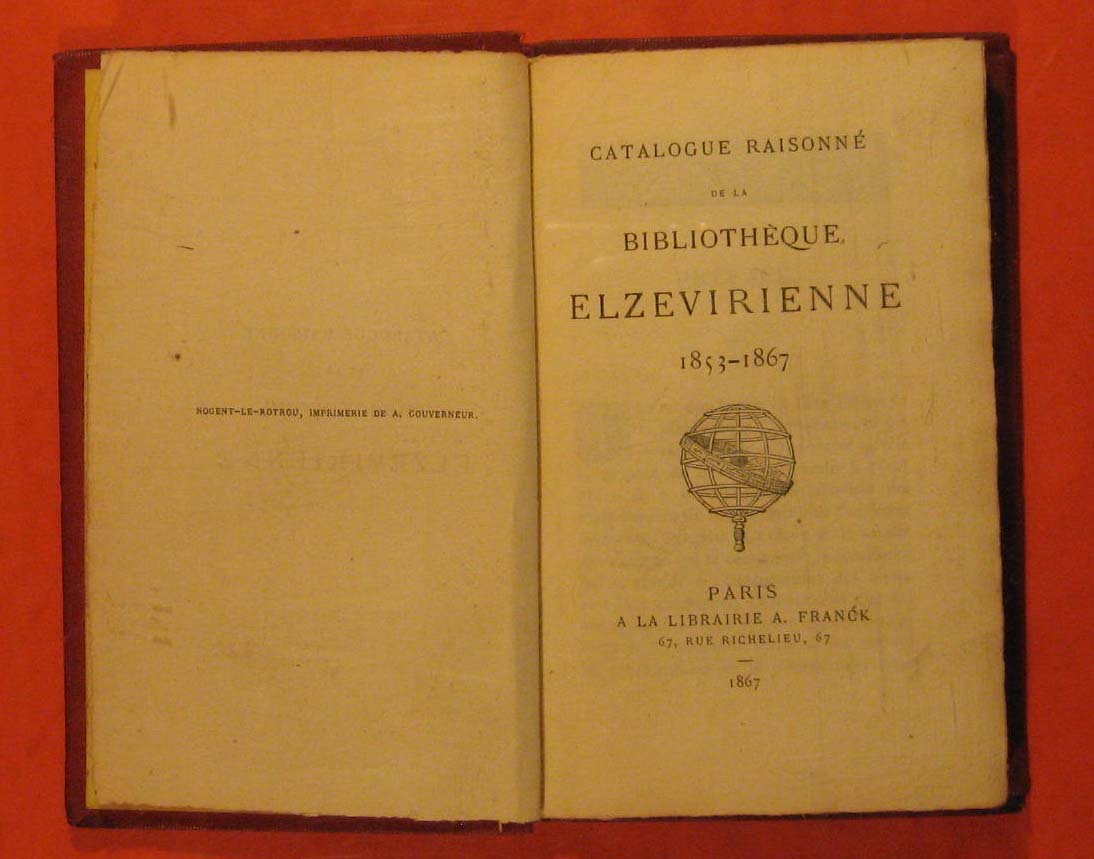 NOGENT-LE-ROTROU, IMPRIMERIE DE A. GOUVERNEUR.
CATALOGUE RAISONNÉ
DE LA
BIBLIOTHÈQUE
ELZEVIRIENNE
1853-1867
PARIS
A LA LIBRAIRIE A. FRANCK
67, RUE RICHELIEU, 67
1867